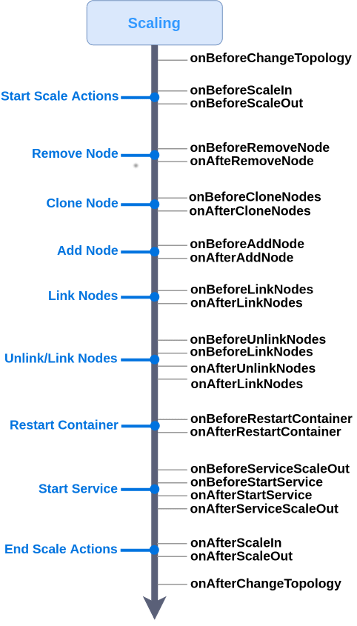 Scaling
onBeforeChangeTopology
Start Scale Actions
onBeforeScaleIn
onBeforeScaleOut
Remove Node
onBeforeRemoveNode
onAfteRemoveNode
Clone Node
onBeforeCloneNodes
onAfterCloneNodes
Add Node
onBeforeAddNode
onAfterAddNode
Link Nodes
onBeforeLinkNodes
onAfterLinkNodes
Unlink/Link Nodes
onBeforeUnlinkNodes
onBeforeLinkNodes
onAfterUnlinkNodes
onAfterLinkNodes
Restart Container
onBeforeRestartContainer
onAfterRestartContainer
Start Service
onBeforeServiceScaleOut
onBeforeStartService
onAfterStartService
onAfterServiceScaleOut
End Scale Actions
onAfterScaleIn
onAfterScaleOut
onAfterChangeTopology